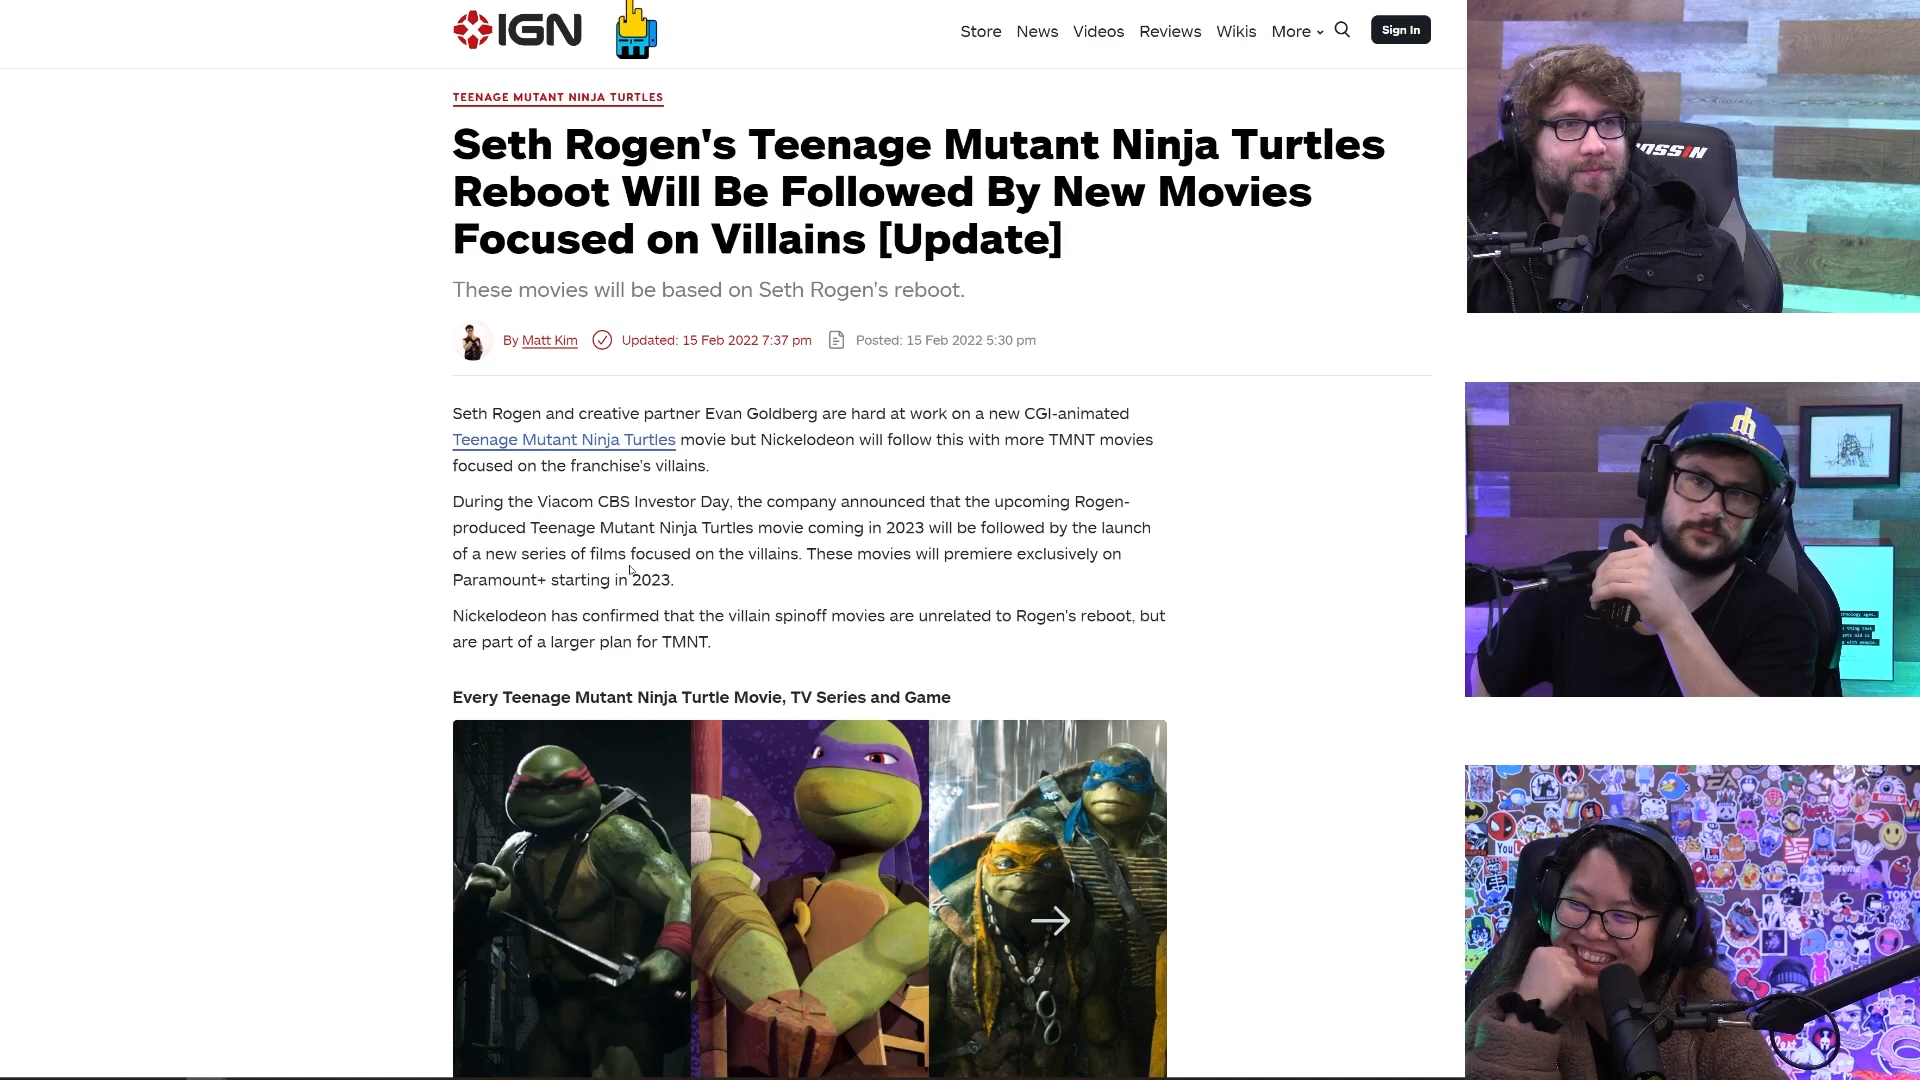 IGN
Store News Videos Reviews Wikis More
Sign In
TEENAGE MUTANT NINJA TURTLES
Seth Rogen's Teenage Mutant Ninja Turtles
Reboot Will Be Followed By New Movies
Focused on Villains [Update]
These movies will be based on Seth Rogen's reboot.
By Matt Kim Updated: 15 Feb 2022 7:37 pm Posted: 15 Feb 2022 5:30 pm
Seth Rogen and creative partner Evan Goldberg are hard at work on a new CGI-animated
Teenage Mutant Ninja Turtles movie but Nickelodeon will follow this with more TMNT movies
focused on the franchise's villains.
During the Viacom CBS Investor Day, the company announced that the upcoming Rogen-
produced Teenage Mutant Ninja Turtles movie coming in 2023 will be followed by the launch
of a new series of films focused on the villains. These movies will premiere exclusively on
Paramount+ starting in 2023.
Nickelodeon has confirmed that the villain spinoff movies are unrelated to Rogen's reboot, but
are part of a larger plan for TMNT.
Every Teenage Mutant Ninja Turtle Movie, TV Series and Game
OSSIN
thing that
with people.
TOKYO